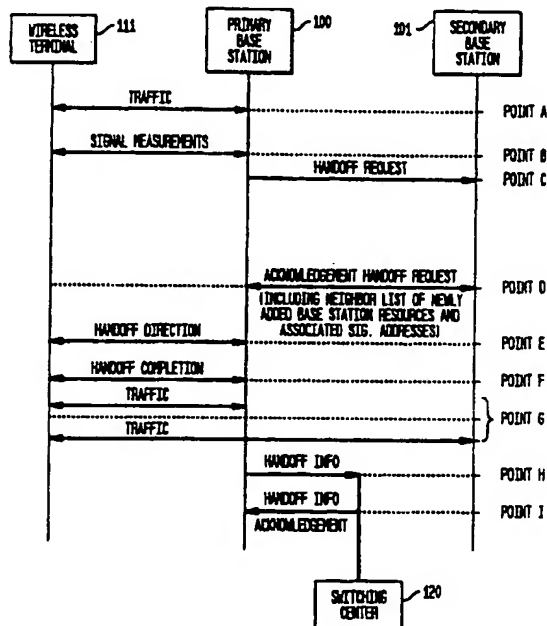 WIRELESS
TERMINAL
111
PRIMARY
BASE
STATION
100
101
SECONDARY
BASE
STATION
TRAFFIC
POINT A
SIGNAL MEASUREMENTS
POINT B
HANDOFF REQUEST
POINT C
ACKNOWLEDGEMENT HANDOFF REQUEST
POINT D
(INCLUDING NEIGHBOR LIST OF NEWLY
ADDED BASE STATION RESOURCES AND
ASSOCIATED SIG. ADDRESSES)
HANDOFF DIRECTION
POINT E
HANDOFF COMPLETION
POINT F
TRAFFIC
POINT G
TRAFFIC
HANDOFF INFO
POINT H
HANDOFF INFO
POINT I
ACKNOWLEDGEMENT
SWITCHING
CENTER
120